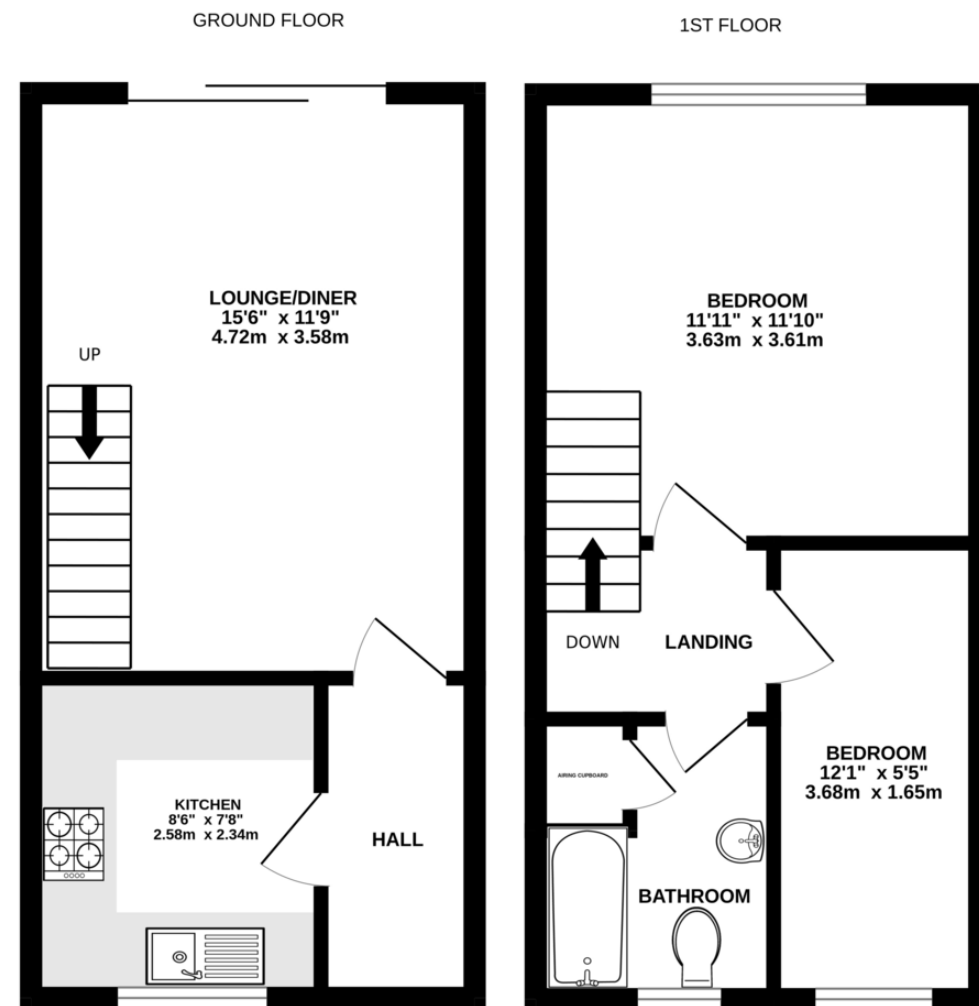 GROUND FLOOR
LOUNGE/DINER
15'6" x 11'9"
4.72m x 3.58m
UP
KITCHEN
8'6" x 7'8"
2.58m x 2.34m
HALL
1ST FLOOR
BEDROOM
11'11" x 11'10"
3.63m x 3.61m
DOWN
LANDING
BEDROOM
12'1" x 5'5"
3.68m x 1.65m
AIRING CUPBOARD
BATHROOM